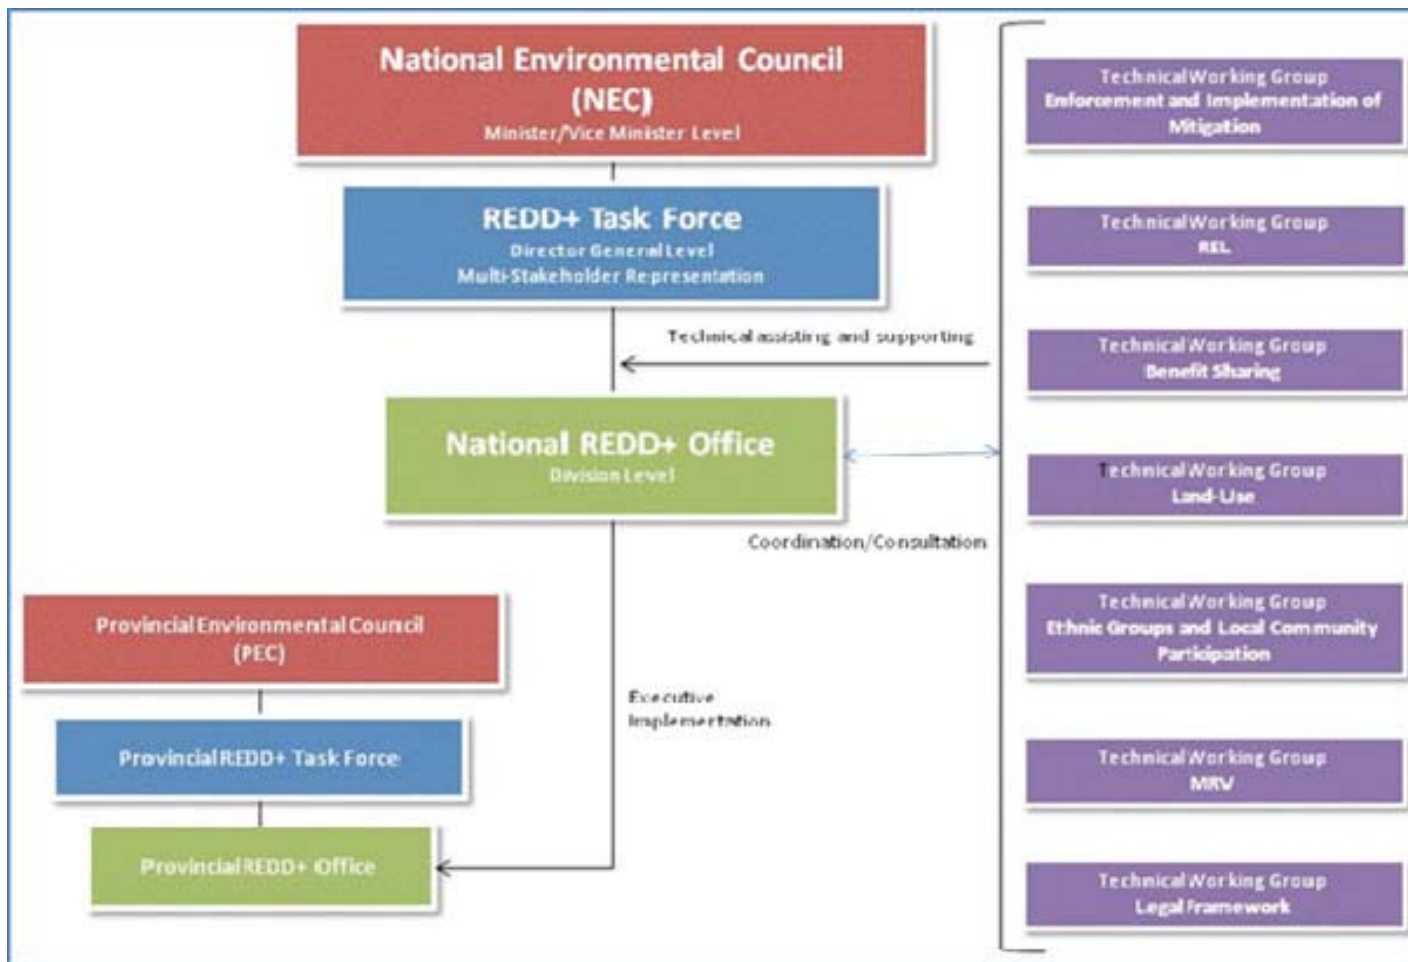 National Environmental Council
(NEC)
Minister/Vice Minister Level
REDD+ Task Force
Director General Level
Multi-Stakeholder Representation
Technical assisting and supporting
National REDD+ Office
Division Level
Coordination/Consultation
Executive
Implementation
Provincial Environmental Council
(PEC)
Provincial REDD+ Task Force
Provincial REDD+ Office
Technical Working Group
Enforcement and Implementation of
Mitigation
Technical Working Group
REL
Technical Working Group
Benefit Sharing
Technical Working Group
Land-Use
Technical Working Group
Ethnic Groups and Local Community
Participation
Technical Working Group
MRV
Technical Working Group
Legal Framework